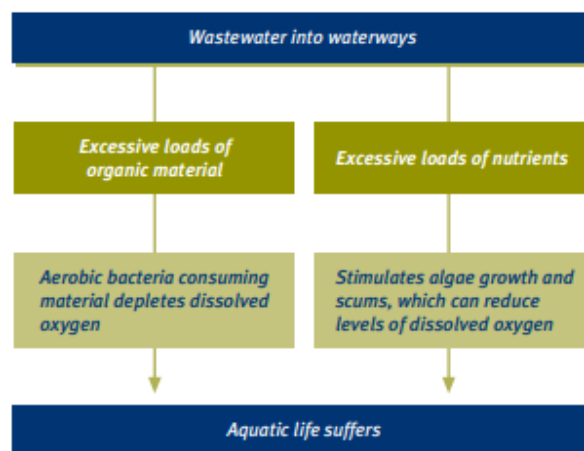 Wastewater into waterways
Excessive loads of
organic material
Excessive loads of nutrients
Aerobic bacteria consuming
material depletes dissolved
oxygen
Stimulates algae growth and
scums, which can reduce
levels of dissolved oxygen
Aquatic life suffers